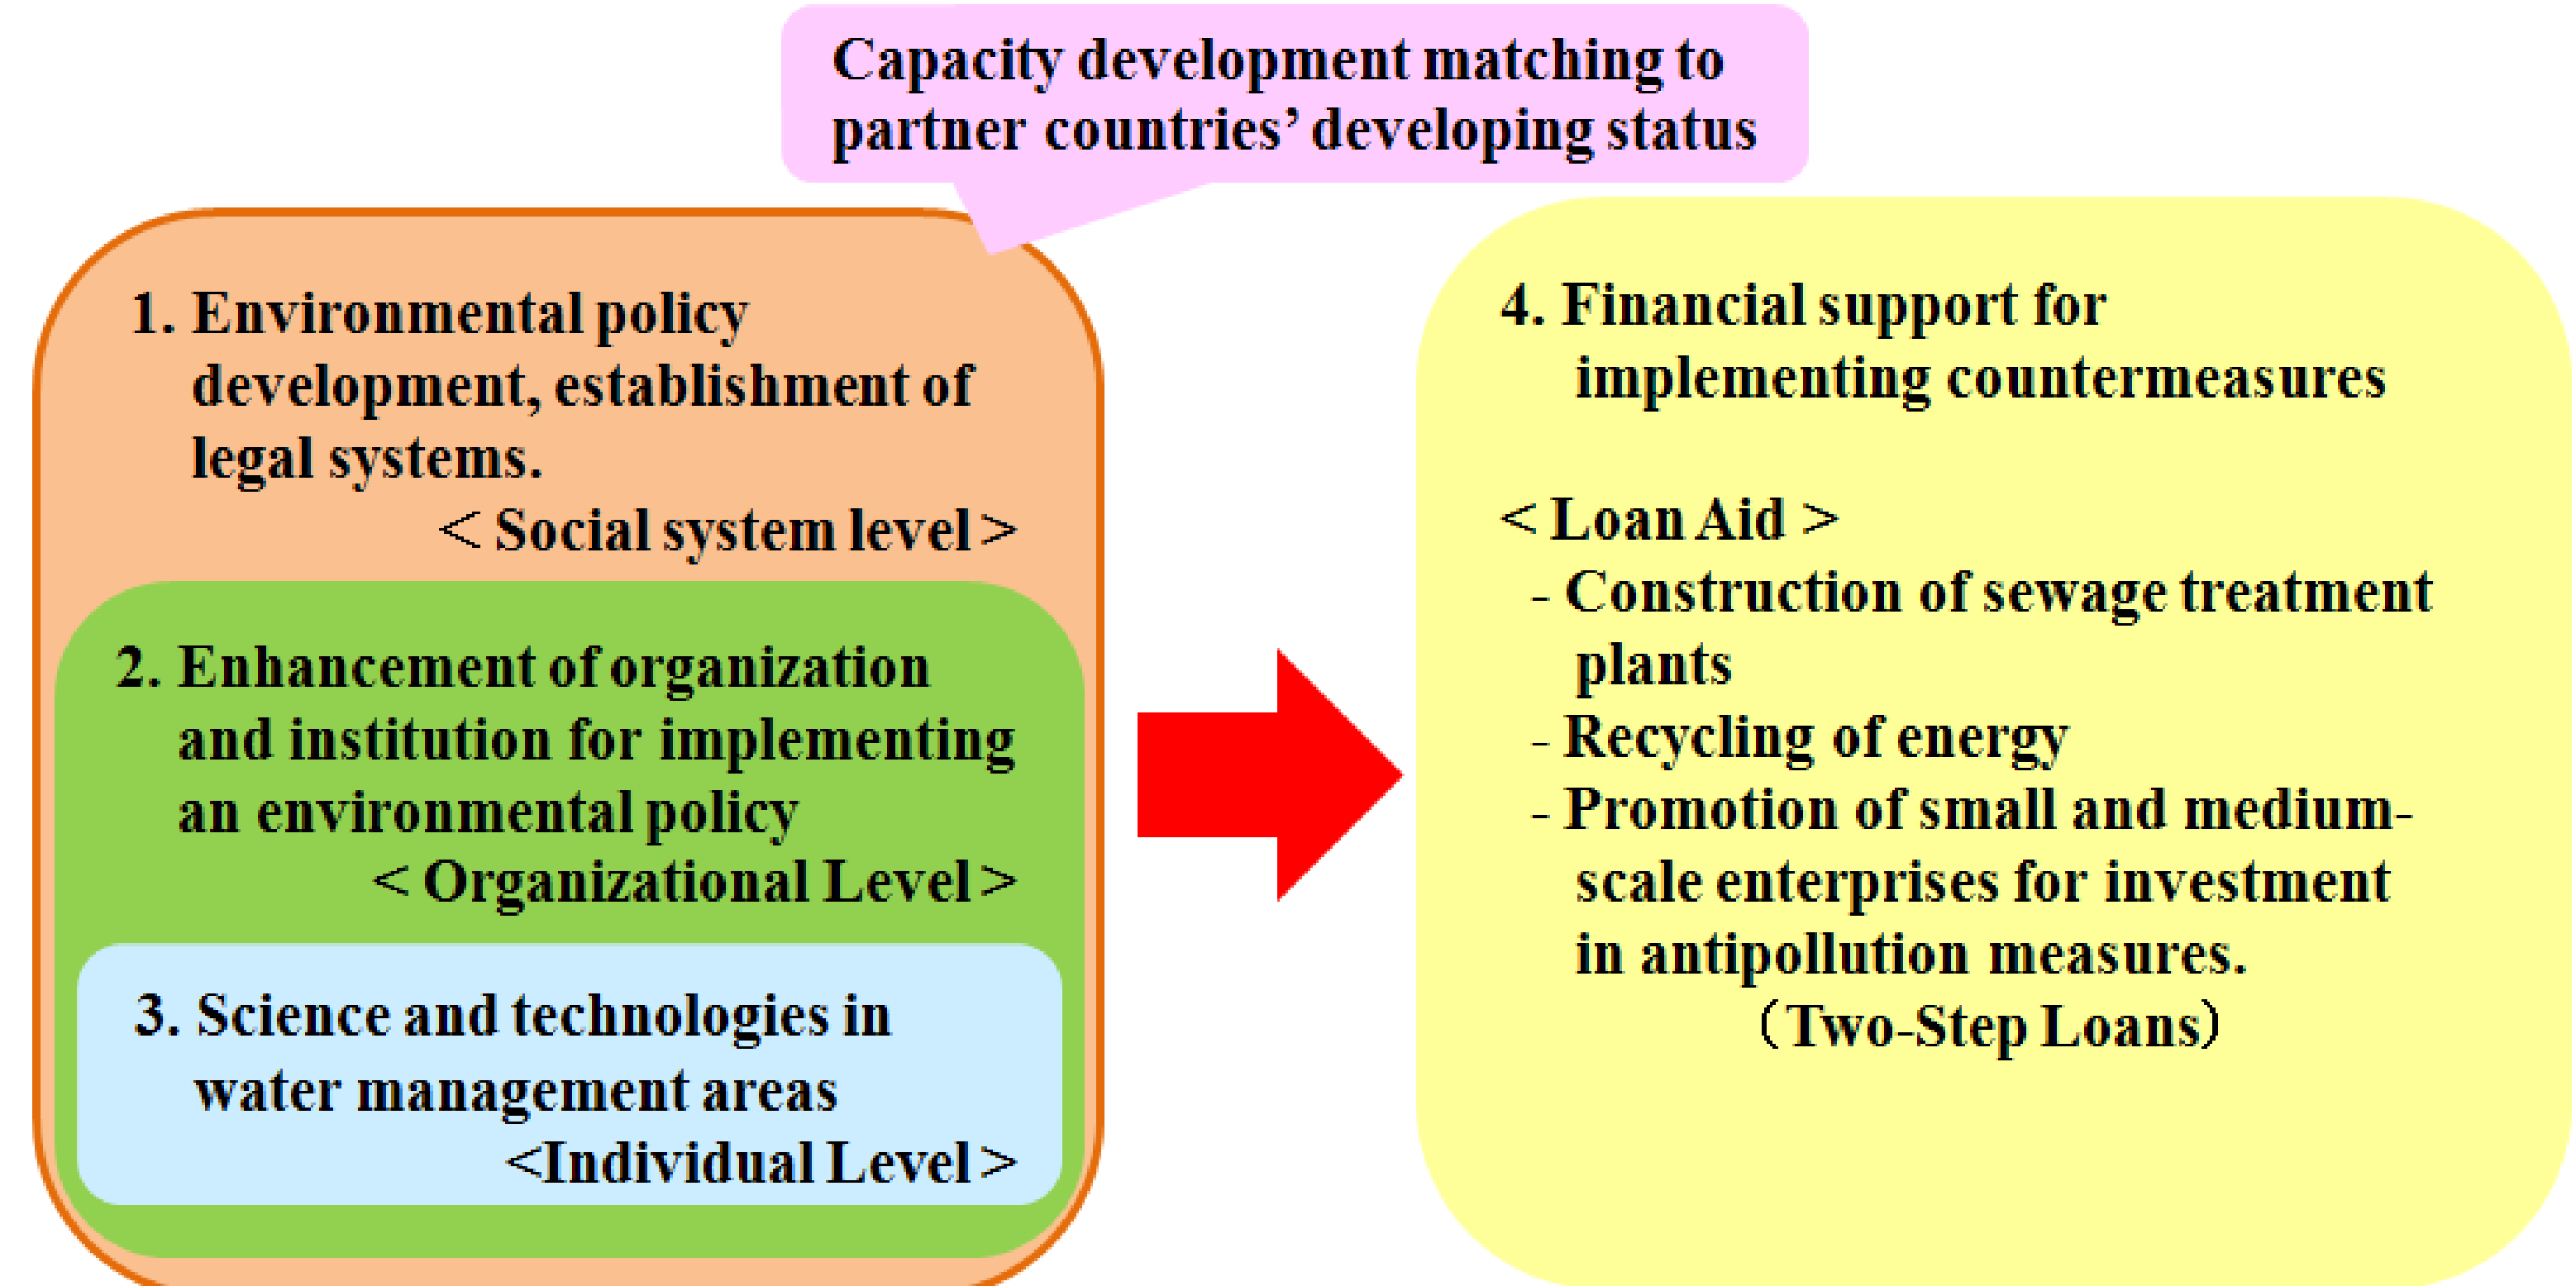 Capacity development matching to
partner countries’ developing status
1. Environmental policy
development, establishment of
legal systems.
< Social system level >
2. Enhancement of organization
and institution for implementing
an environmental policy
< Organizational Level >
3. Science and technologies in
water management areas
<Individual Level >
4. Financial support for
implementing countermeasures
< Loan Aid >
- Construction of sewage treatment
plants
- Recycling of energy
- Promotion of small and medium-
scale enterprises for investment
in antipollution measures.
（Two-Step Loans）